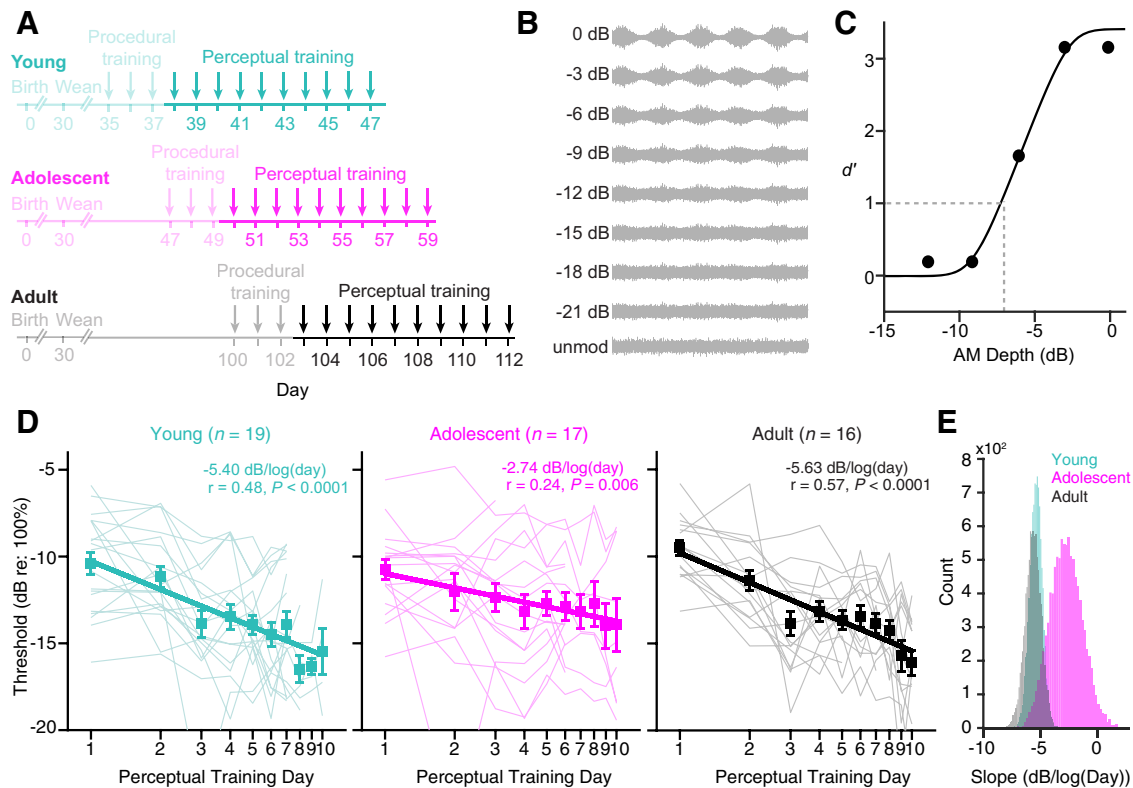 A
Procedural
training
Perceptual training
Young
Birth Wean
0 30 35 37 39 41 43 45 47
Procedural
training
Perceptual training
Adolescent
Birth Wean
0 30 47 49 51 53 55 57 59
Procedural
training
Perceptual training
Adult
Birth Wean
0 30 100 102 104 106 108 110 112
Day
B
0 dB
-3 dB
-6 dB
-9 dB
-12 dB
-15 dB
-18 dB
-21 dB
unmod
C
3
2
d′
1
0
-15 -10 -5 0
AM Depth (dB)
D
Young (n = 19)
-5.40 dB/log(day)
r = 0.48, P < 0.0001
Threshold (dB re: 100%)
-5
-10
-15
-20
1 2 3 4 5 6 7 8 9 10
Perceptual Training Day
Adolescent (n = 17)
-2.74 dB/log(day)
r = 0.24, P = 0.006
1 2 3 4 5 6 7 8 9 10
Perceptual Training Day
Adult (n = 16)
-5.63 dB/log(day)
r = 0.57, P < 0.0001
1 2 3 4 5 6 7 8 9 10
Perceptual Training Day
E
x10²
Young
Adolescent
Adult
Count
8
7
6
5
4
3
2
1
0
-10 -5 0
Slope (dB/log(Day))